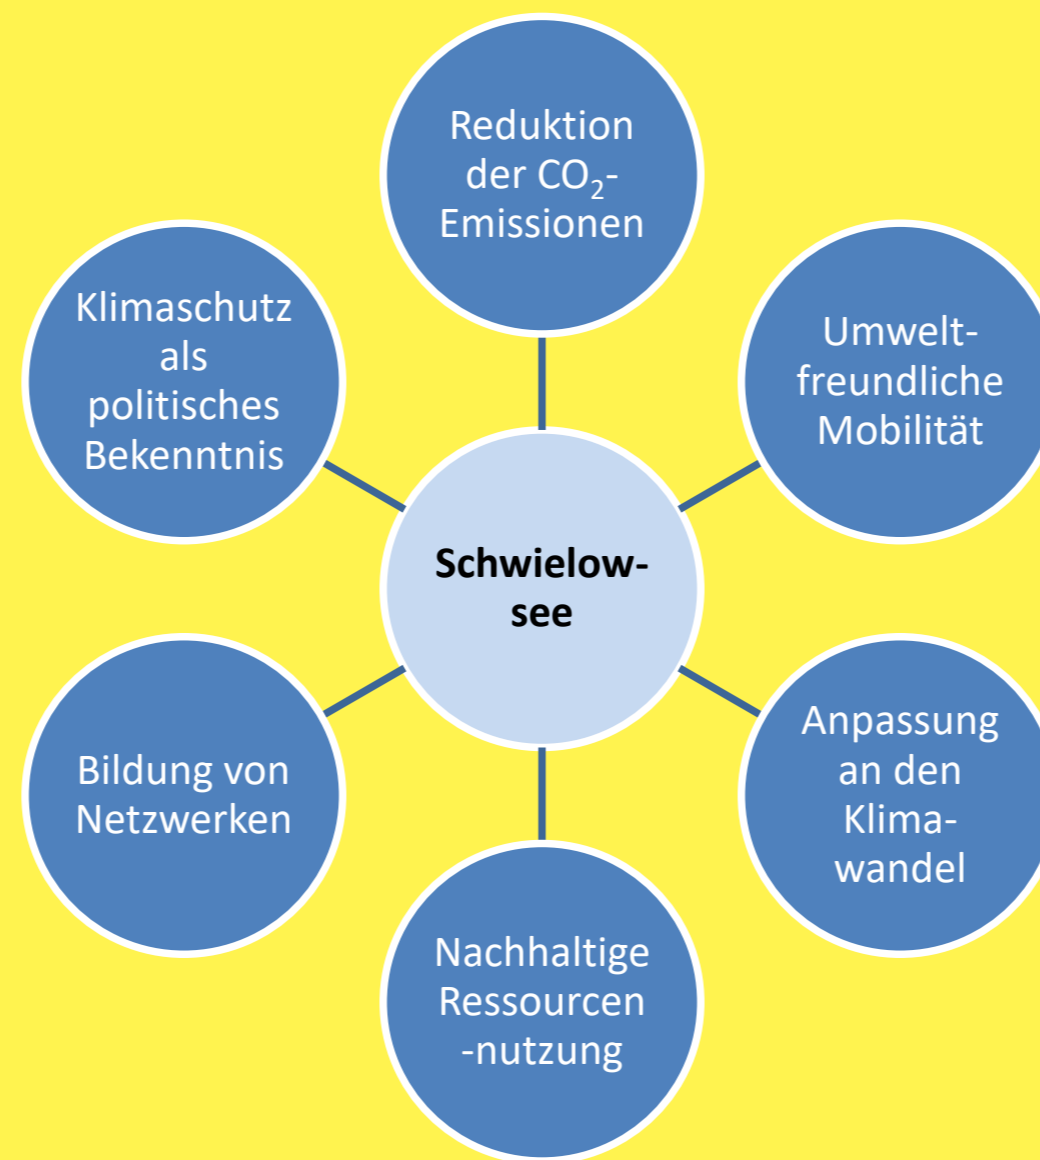 Reduktion
der CO₂-
Emissionen
Umwelt-
freundliche
Mobilität
Anpassung
an den
Klima-
wandel
Nachhaltige
Ressourcen
-nutzung
Bildung von
Netzwerken
Klimaschutz
als
politisches
Bekenntnis
Schwielow-
see